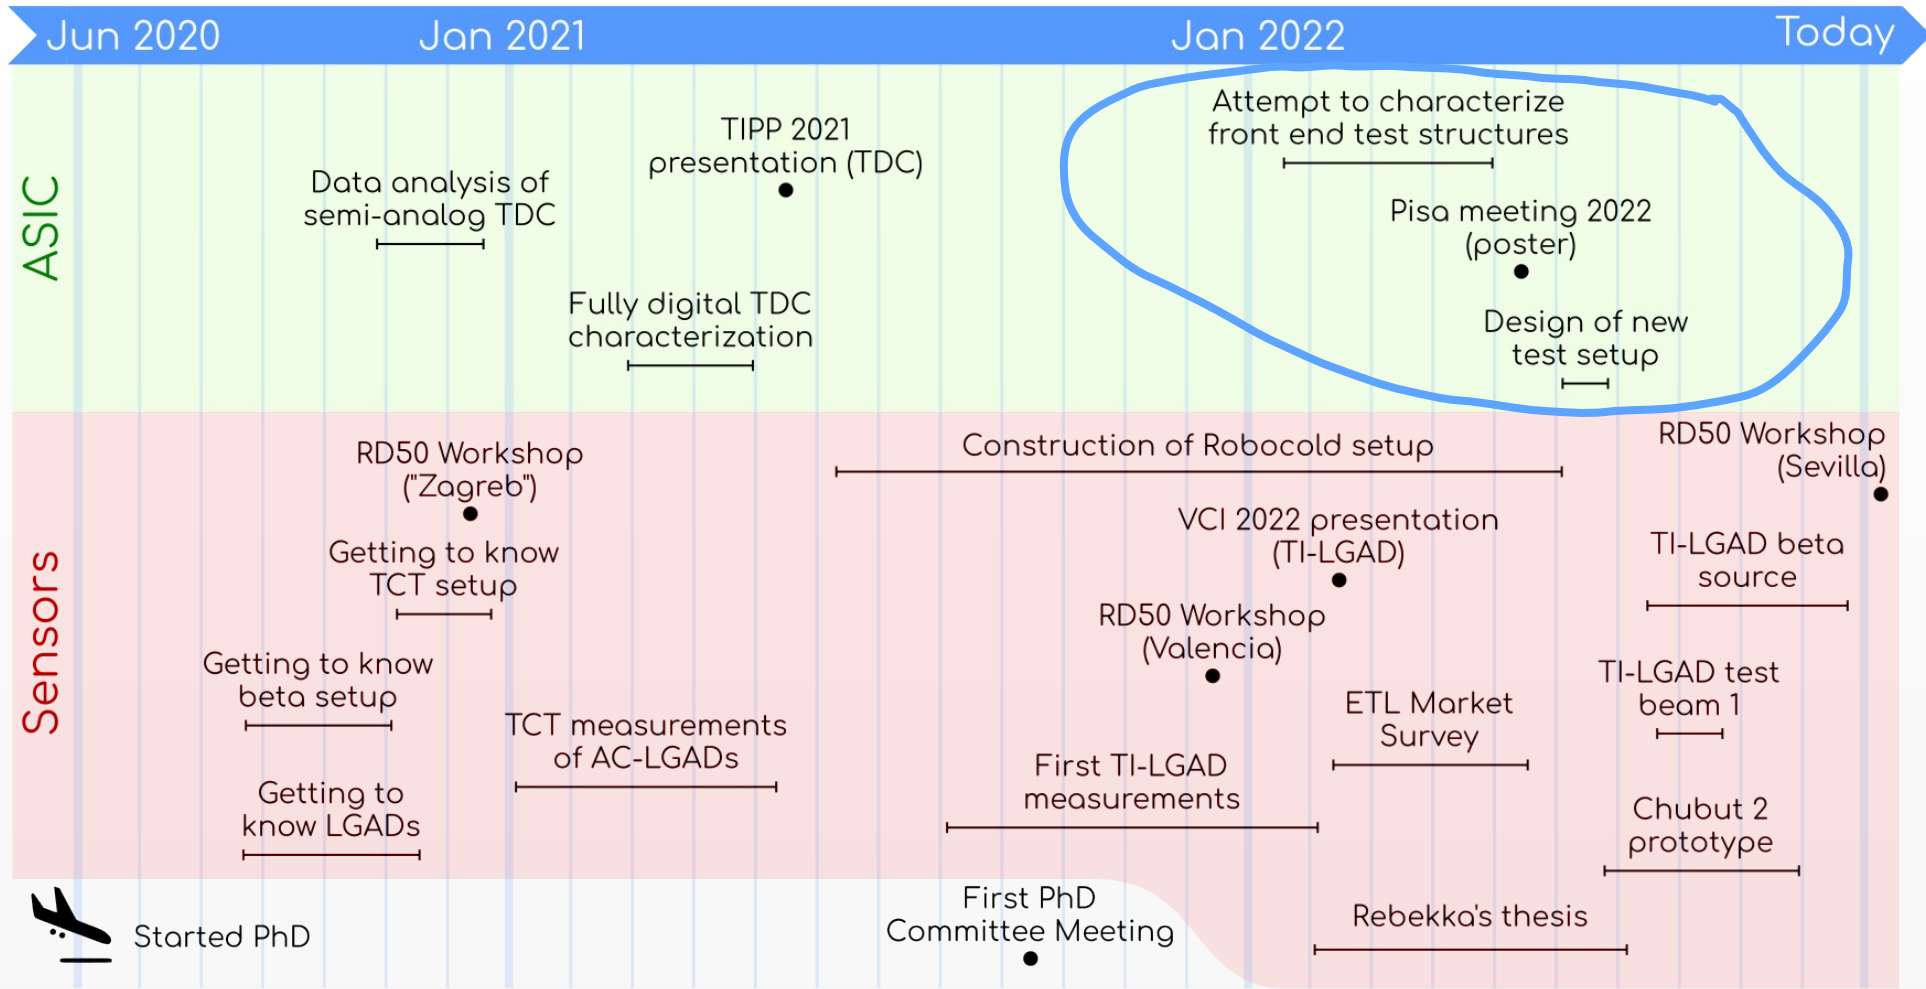 Jun 2020
Jan 2021
Jan 2022
Today
ASIC
Data analysis of
semi-analog TDC
TIPP 2021
presentation (TDC)
Fully digital TDC
characterization
Attempt to characterize
front end test structures
Pisa meeting 2022
(poster)
Design of new
test setup
Sensors
RD50 Workshop
("Zagreb")
Getting to know
TCT setup
Getting to know
beta setup
Getting to
know LGADs
TCT measurements
of AC-LGADs
Construction of Robocold setup
VCI 2022 presentation
(TI-LGAD)
RD50 Workshop
(Valencia)
First TI-LGAD
measurements
ETL Market
Survey
RD50 Workshop
(Sevilla)
TI-LGAD beta
source
TI-LGAD test
beam 1
Chubut 2
prototype
Rebekka's thesis
Started PhD
First PhD
Committee Meeting